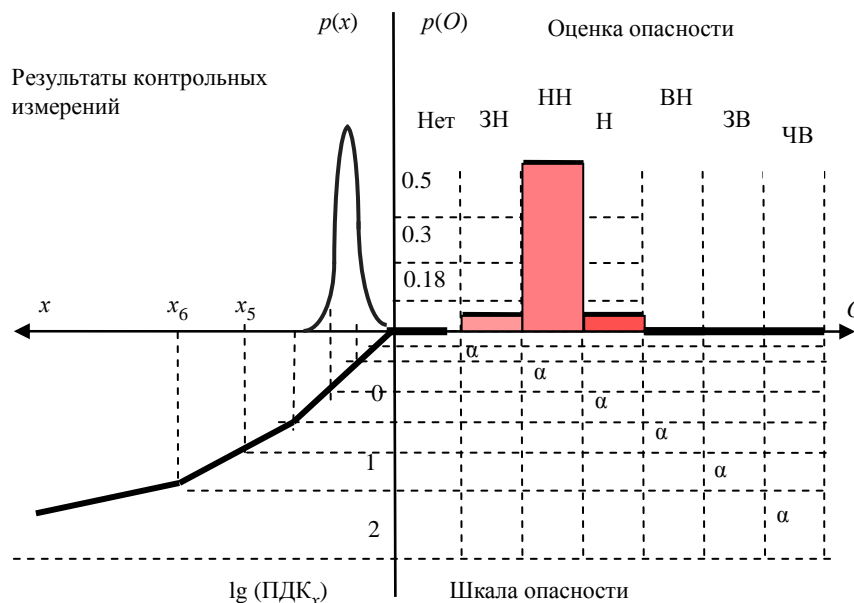 p(x) p(O) Оценка опасности
Результаты контрольных
измерений
Нет ЗН НН Н ВН ЗВ ЧВ
0.5
0.3
0.18
x x₆ x₅
α
α
0 α
α
1 α
2 α
lg (ПДКₓ) Шкала опасности